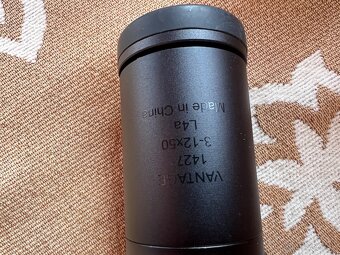 VANTAGE
1427
3-12x50
L4a
Made in China